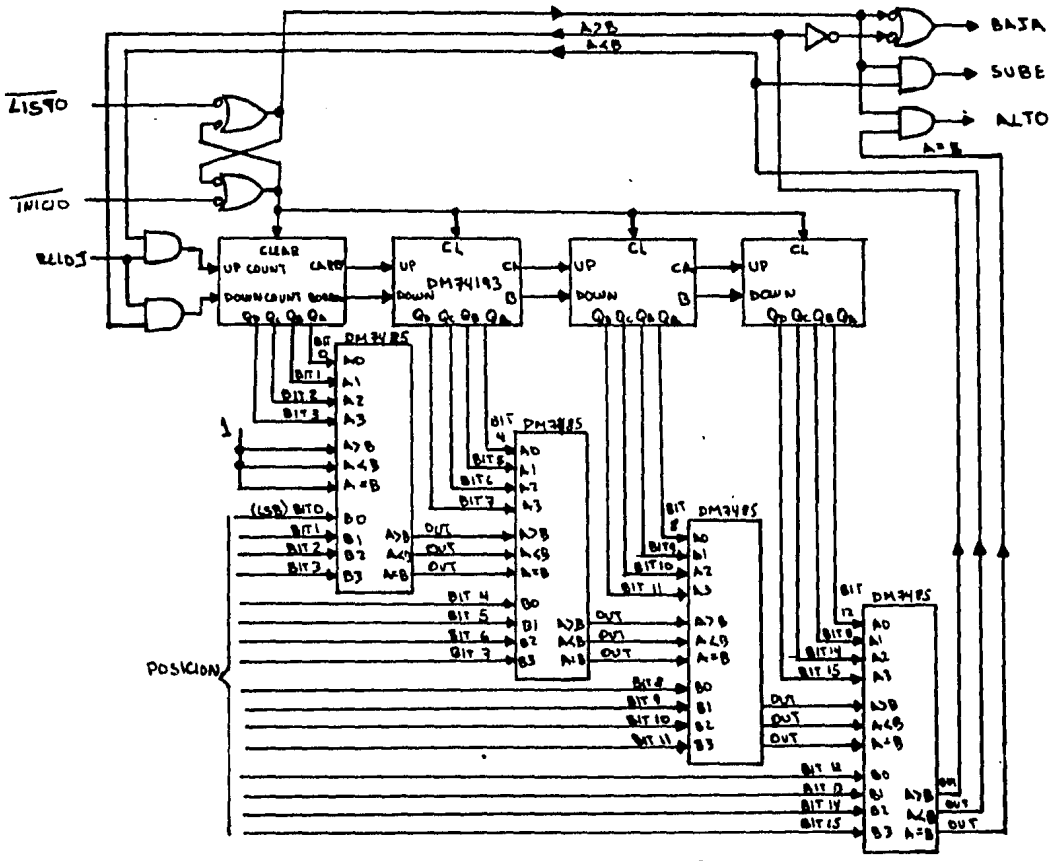 BAJA
A>B
A<B
SUBE
LISTO
ALTO
A=B
INICIO
RELOJ
CLEAR
UP COUNT
CARRY
DOWN COUNT
QD QC QB QA
CL
UP
CA
DM74193
DOWN
B
QD QC QB QA
CL
UP
CA
DOWN
B
QD QC QB QA
CL
UP
DOWN
QD QC QB QA
DM7485
BIT 0
A0
BIT 1
A1
BIT 2
A2
BIT 3
A3
1
A>B
A<B
A=B
(LSB) BIT 0
B0
BIT 1
B1
A>B
OUT
BIT 2
B2
A<B
OUT
BIT 3
B3
A=B
OUT
DM7485
BIT 4
A0
BIT 5
A1
BIT 6
A2
BIT 7
A3
A>B
A<B
A=B
BIT 4
B0
BIT 5
B1
A>B
OUT
BIT 6
B2
A<B
OUT
BIT 7
B3
A=B
OUT
DM7485
BIT 8
A0
BIT 9
A1
BIT 10
A2
BIT 11
A3
A>B
A<B
A=B
POSICION
BIT 8
B0
BIT 9
B1
OUT
BIT 10
B2
OUT
BIT 11
B3
OUT
DM7485
BIT 12
A0
A1
BIT 14
A2
BIT 15
A3
A>B
A<B
A=B
BIT 12
B0
BIT 13
B1
A>B
OUT
BIT 14
B2
A<B
OUT
BIT 15
B3
A=B
OUT